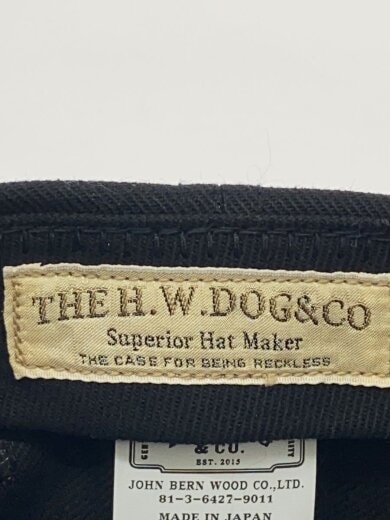 THE H.W.DOG&CO
Superior Hat Maker
THE CASE FOR BEING RECKLESS
& CO.
EST. 2015
JOHN BERN WOOD CO.,LTD.
81-3-6427-9011
MADE IN JAPAN